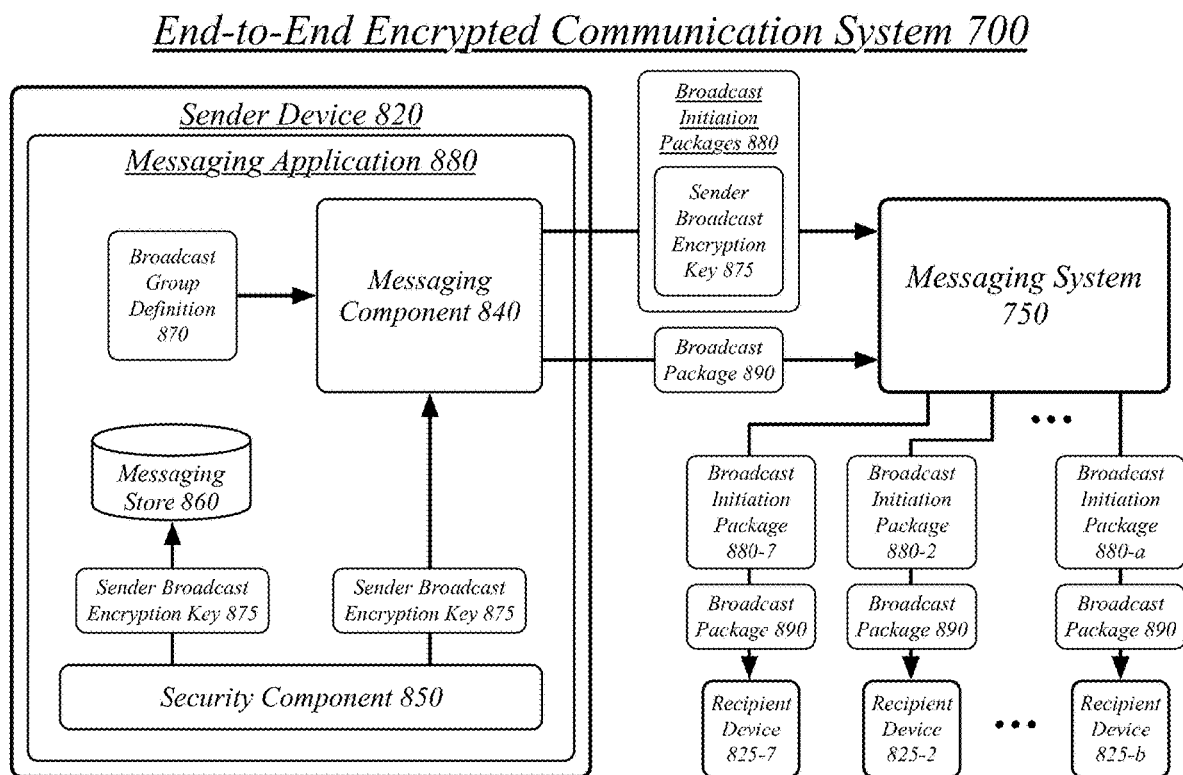 End-to-End Encrypted Communication System 700
Sender Device 820
Messaging Application 880
Broadcast
Group
Definition
870
Messaging
Component 840
Messaging
Store 860
Sender Broadcast
Encryption Key 875
Sender Broadcast
Encryption Key 875
Security Component 850
Broadcast
Initiation
Packages 880
Sender
Broadcast
Encryption
Key 875
Broadcast
Package 890
Messaging System
750
Broadcast
Initiation
Package
880-7
Broadcast
Initiation
Package
880-2
Broadcast
Initiation
Package
880-a
Broadcast
Package 890
Broadcast
Package 890
Broadcast
Package 890
Recipient
Device
825-7
Recipient
Device
825-2
Recipient
Device
825-b